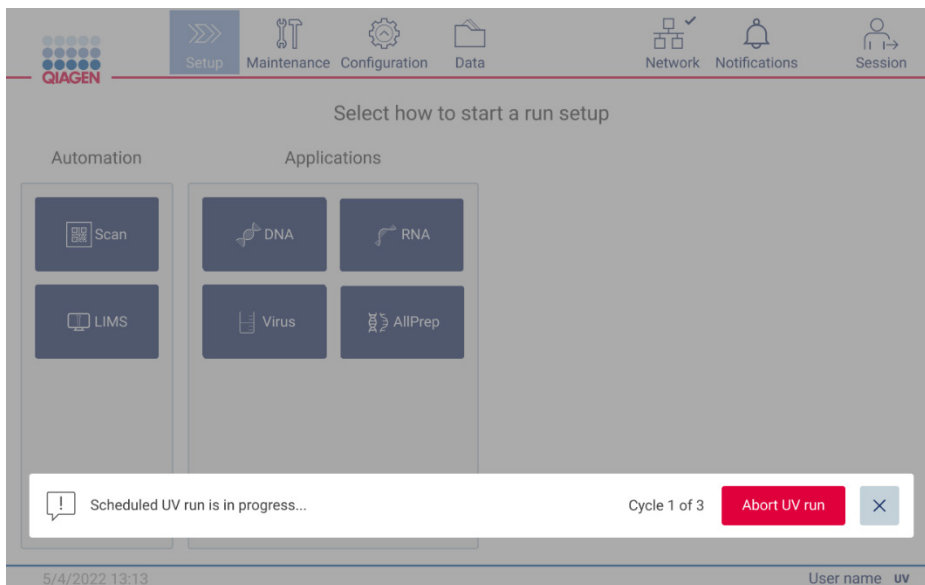 QIAGEN
Setup Maintenance Configuration Data Network Notifications Session
Select how to start a run setup
Automation Applications
Scan DNA RNA
LIMS Virus AllPrep
! Scheduled UV run is in progress... Cycle 1 of 3 Abort UV run
5/4/2022 13:13 User name UV